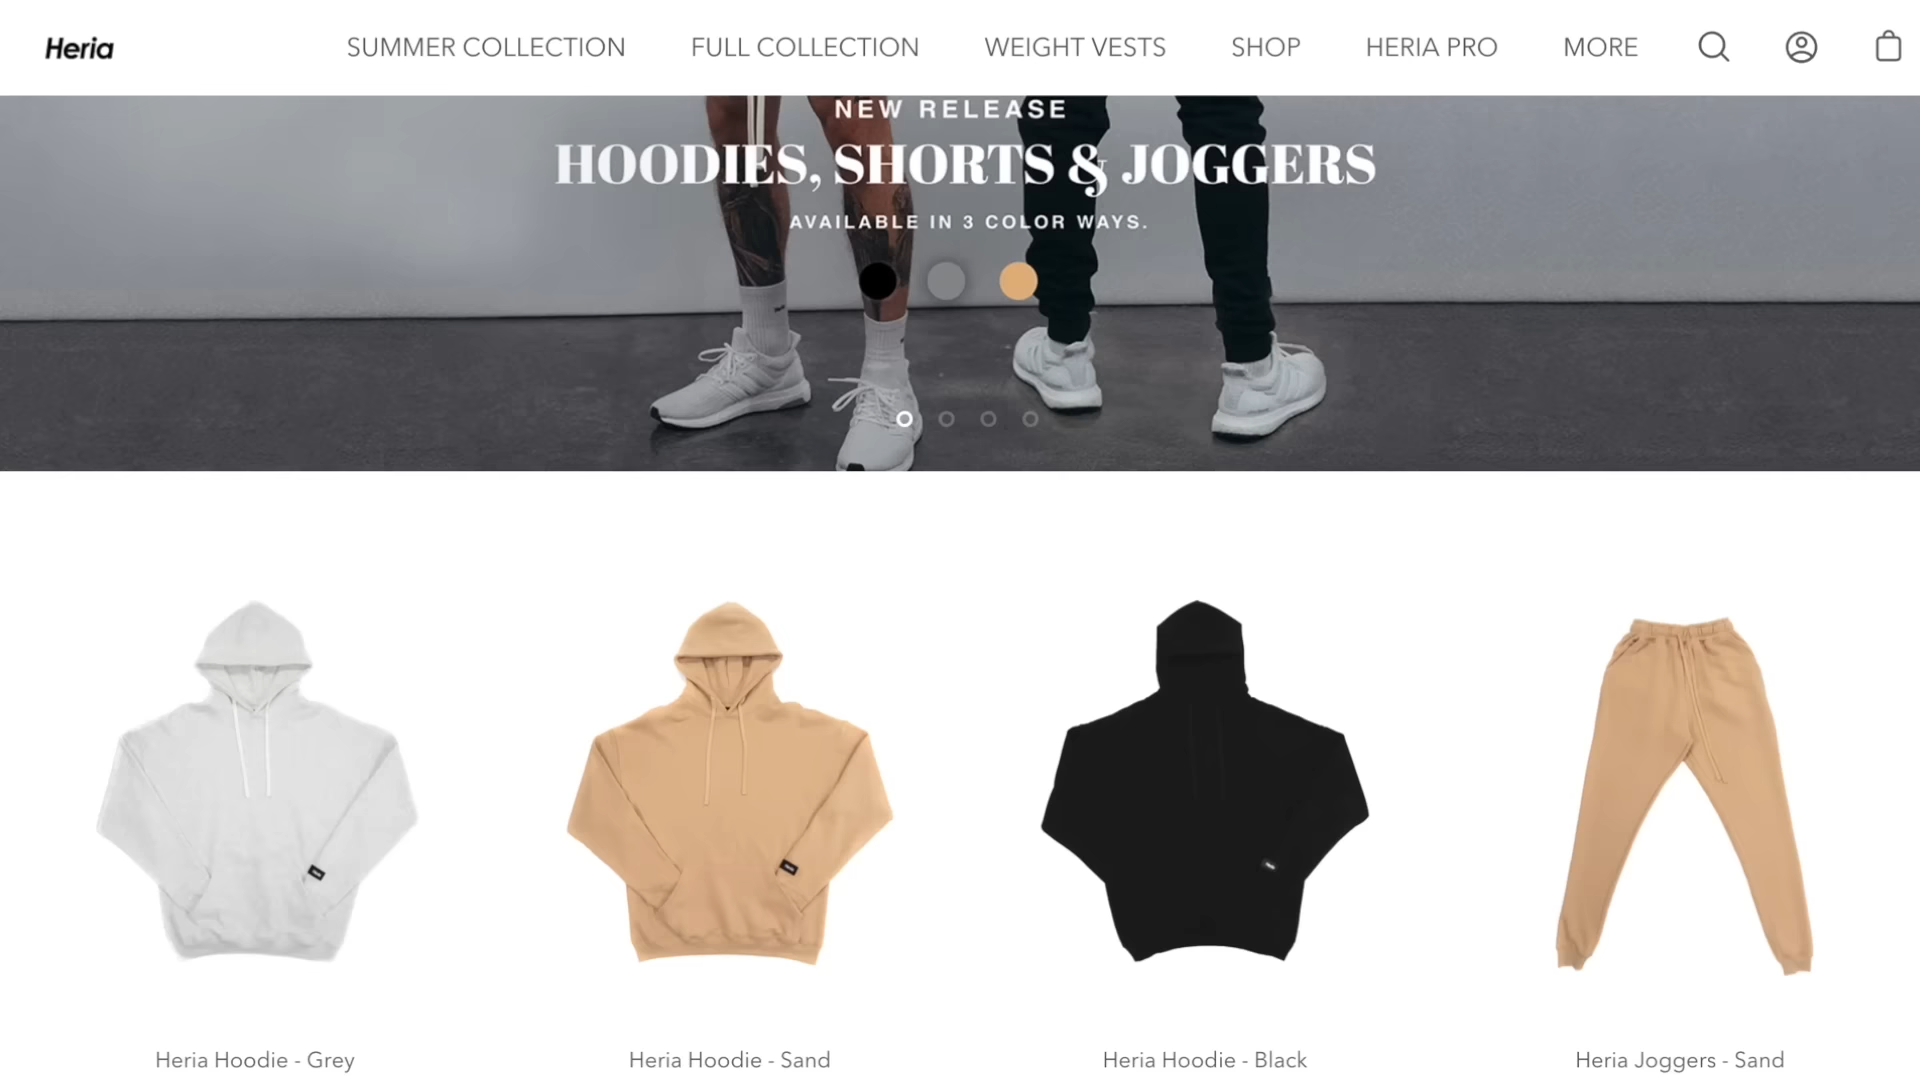 Heria
SUMMER COLLECTION
FULL COLLECTION
WEIGHT VESTS
SHOP
HERIA PRO
MORE
NEW RELEASE
HOODIES, SHORTS & JOGGERS
AVAILABLE IN 3 COLOR WAYS.
Heria Hoodie - Grey
Heria Hoodie - Sand
Heria Hoodie - Black
Heria Joggers - Sand